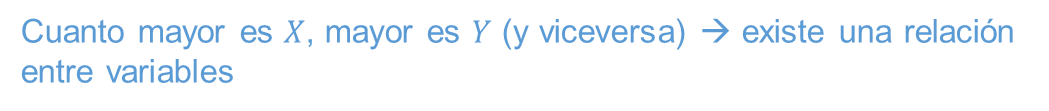 Cuanto mayor es X, mayor es Y (y viceversa) → existe una relación
entre variables